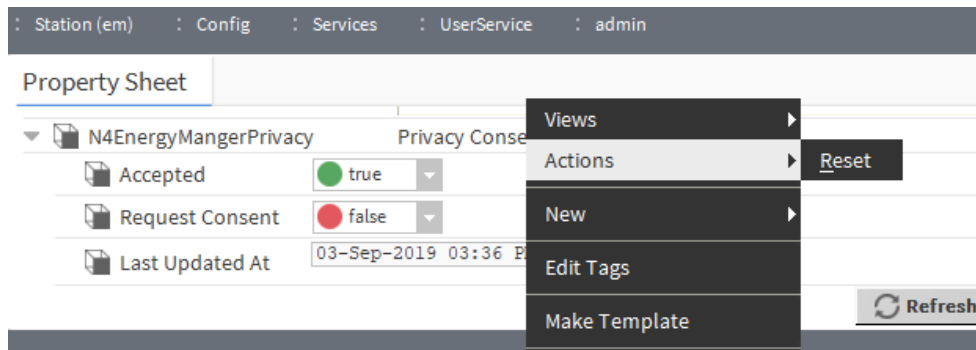 : Station (em) : Config : Services : UserService : admin
Property Sheet
N4EnergyMangerPrivacy Privacy Conse
Views
Actions
Reset
Accepted true
Request Consent false
New
Last Updated At 03-Sep-2019 03:36 P
Edit Tags
Refresh
Make Template